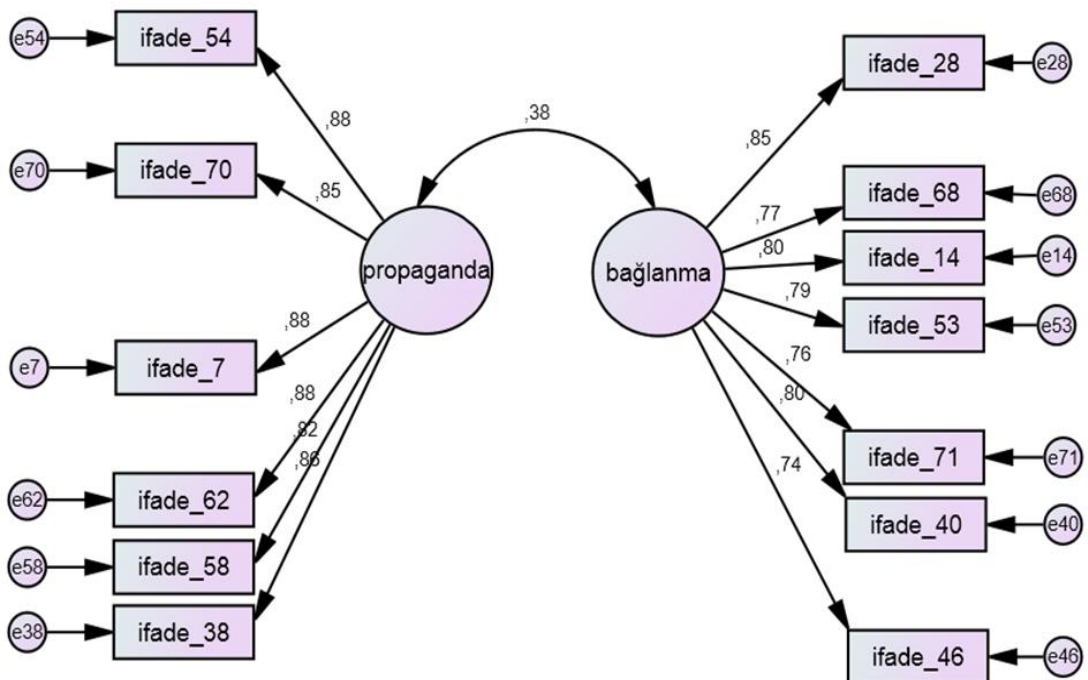 e54
ifade_54
,88
e70
ifade_70
,85
propaganda
e7
ifade_7
,88
,88
,82
,86
e62
ifade_62
e58
ifade_58
e38
ifade_38
,38
bağlanma
,85
ifade_28
e28
,77
ifade_68
e68
,80
ifade_14
e14
,79
ifade_53
e53
,76
ifade_71
e71
,80
ifade_40
e40
,74
ifade_46
e46